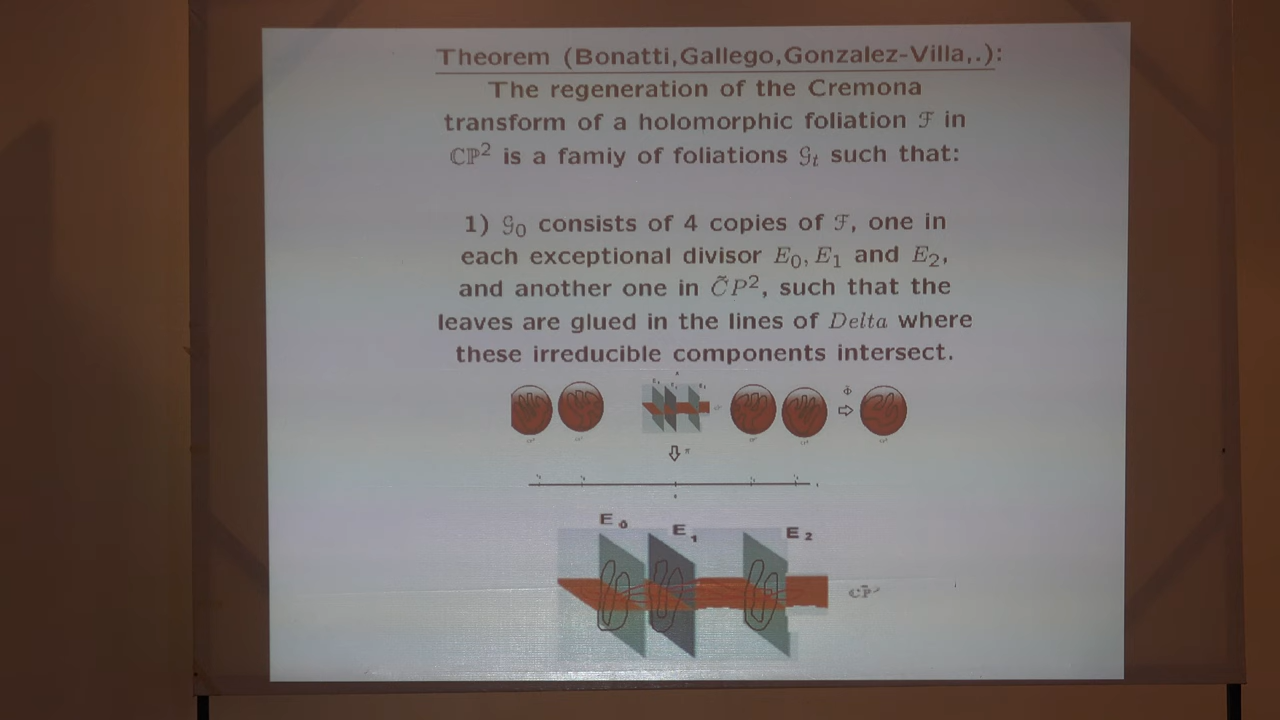 Theorem (Bonatti,Gallego,Gonzalez-Villa,.):
The regeneration of the Cremona
transform of a holomorphic foliation ℱ in
ℂℙ² is a famiy of foliations 𝒢ₜ such that:
1) 𝒢₀ consists of 4 copies of ℱ, one in
each exceptional divisor E₀, E₁ and E₂,
and another one in C̃P², such that the
leaves are glued in the lines of Delta where
these irreducible components intersect.
Φ̃
π
E₀ E₁ E₂